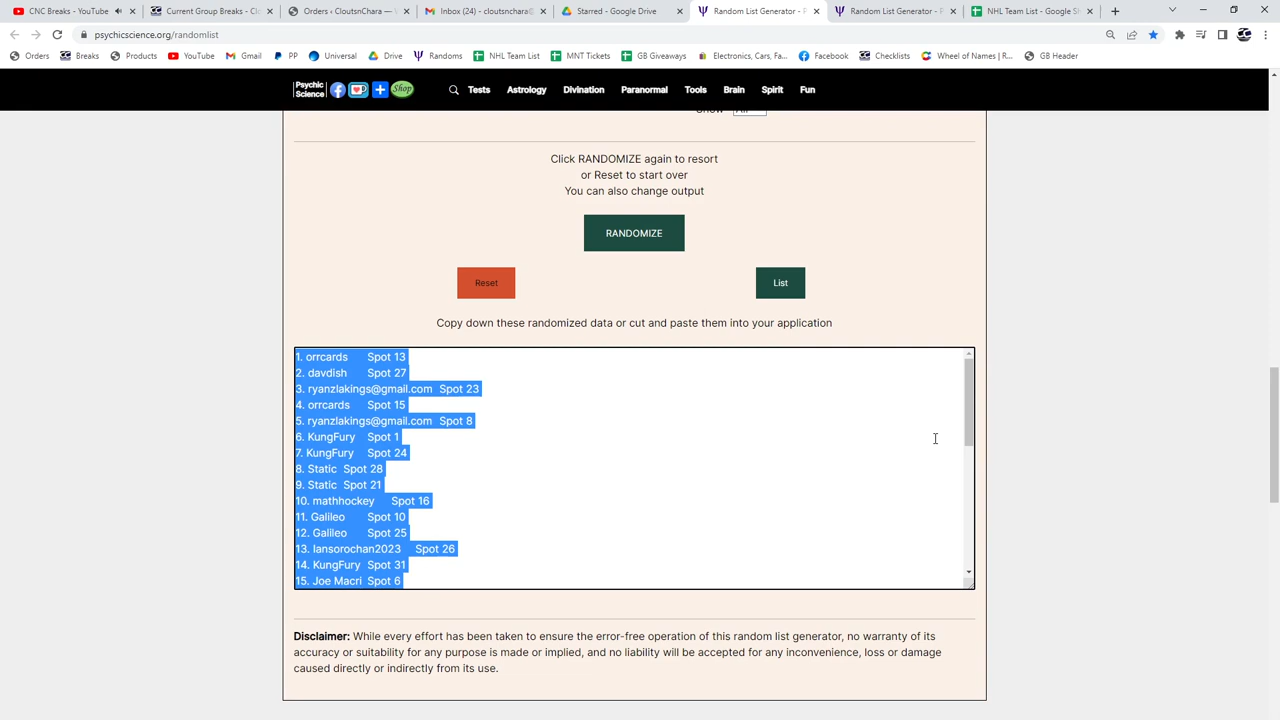 CNC Breaks - YouTube
Current Group Breaks - Cl
Orders ‹ CloutsnChara — V
Inbox (24) - cloutsnchara@
Starred - Google Drive
Random List Generator - P
Random List Generator - P
NHL Team List - Google Sh
psychicscience.org/randomlist
Orders
Breaks
Products
YouTube
Gmail
PP
Universal
Drive
Randoms
NHL Team List
MNT Tickets
GB Giveaways
Electronics, Cars, Fa...
Facebook
Checklists
Wheel of Names | R...
GB Header
Psychic Science
Shop
Tests
Astrology
Divination
Paranormal
Tools
Brain
Spirit
Fun
Click RANDOMIZE again to resort
or Reset to start over
You can also change output
RANDOMIZE
Reset
List
Copy down these randomized data or cut and paste them into your application
1. orrcards Spot 13
2. davdish Spot 27
3. ryanzlakings@gmail.com Spot 23
4. orrcards Spot 15
5. ryanzlakings@gmail.com Spot 8
6. KungFury Spot 1
7. KungFury Spot 24
8. Static Spot 28
9. Static Spot 21
10. mathhockey Spot 16
11. Galileo Spot 10
12. Galileo Spot 25
13. Iansorochan2023 Spot 26
14. KungFury Spot 31
15. Joe Macri Spot 6
Disclaimer: While every effort has been taken to ensure the error-free operation of this random list generator, no warranty of its
accuracy or suitability for any purpose is made or implied, and no liability will be accepted for any inconvenience, loss or damage
caused directly or indirectly from its use.